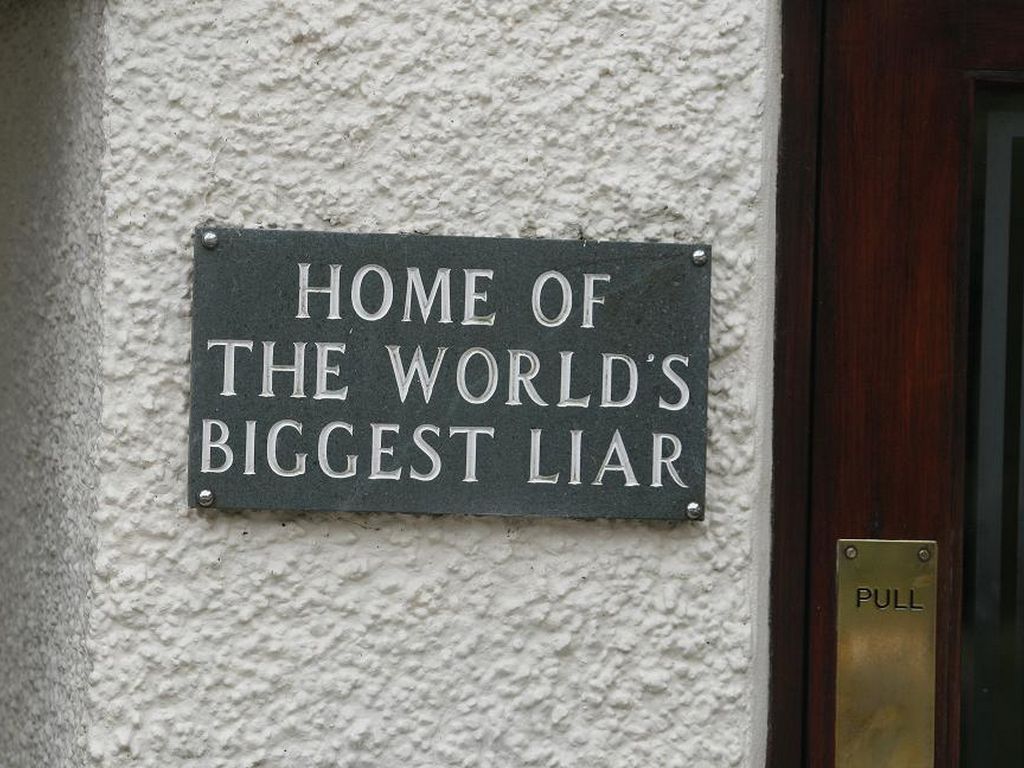 HOME OF
THE WORLD'S
BIGGEST LIAR
PULL